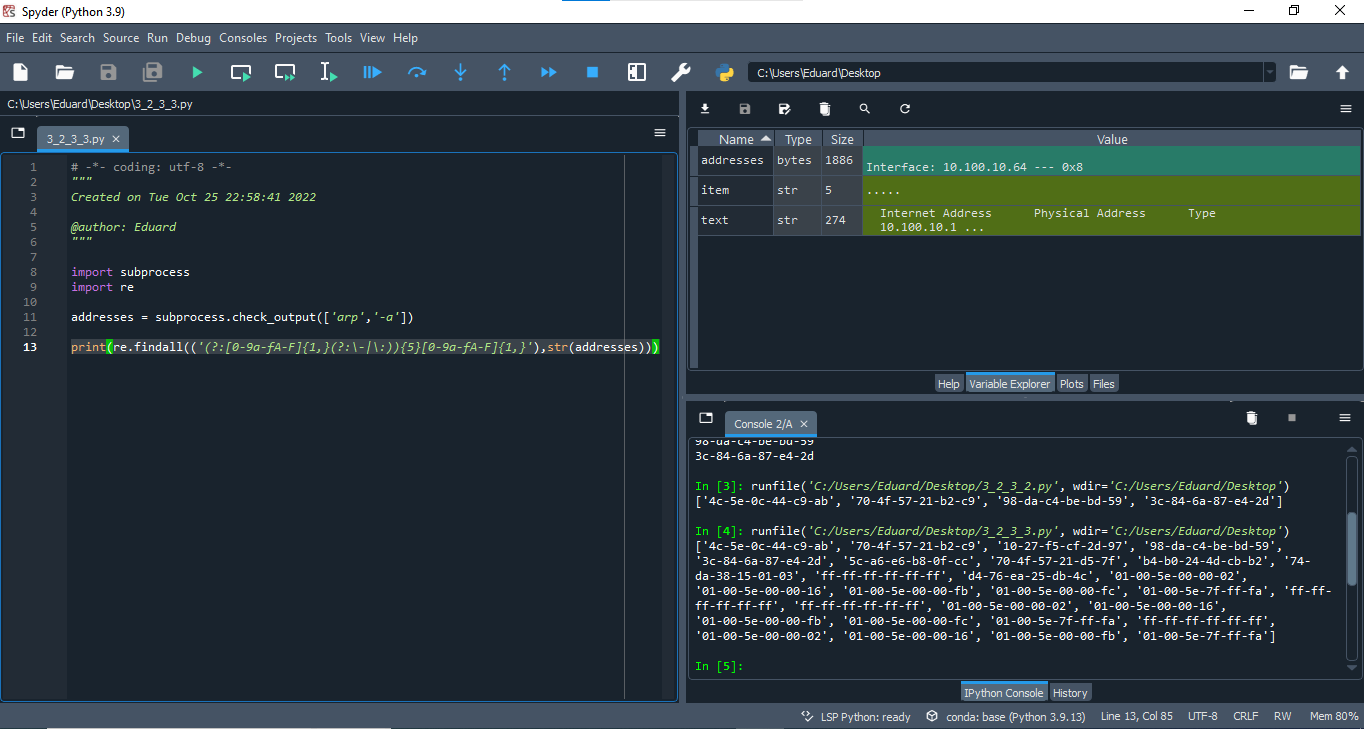 Spyder (Python 3.9)
File Edit Search Source Run Debug Consoles Projects Tools View Help
C:\Users\Eduard\Desktop
C:\Users\Eduard\Desktop\3_2_3_3.py
3_2_3_3.py
1 # -*- coding: utf-8 -*-
2 """
3 Created on Tue Oct 25 22:58:41 2022
4
5 @author: Eduard
6 """
7
8 import subprocess
9 import re
10
11 addresses = subprocess.check_output(['arp','-a'])
12
13 print(re.findall(('(?:[0-9a-fA-F]{1,}(?:\-|\:)){5}[0-9a-fA-F]{1,}'),str(addresses)))
Name Type Size Value
addresses bytes 1886 Interface: 10.100.10.64 --- 0x8
item str 5 .....
text str 274 Internet Address Physical Address Type
10.100.10.1 ...
Help Variable Explorer Plots Files
Console 2/A
98-da-c4-be-bd-59
3c-84-6a-87-e4-2d
In [3]: runfile('C:/Users/Eduard/Desktop/3_2_3_2.py', wdir='C:/Users/Eduard/Desktop')
['4c-5e-0c-44-c9-ab', '70-4f-57-21-b2-c9', '98-da-c4-be-bd-59', '3c-84-6a-87-e4-2d']
In [4]: runfile('C:/Users/Eduard/Desktop/3_2_3_3.py', wdir='C:/Users/Eduard/Desktop')
['4c-5e-0c-44-c9-ab', '70-4f-57-21-b2-c9', '10-27-f5-cf-2d-97', '98-da-c4-be-bd-59',
'3c-84-6a-87-e4-2d', '5c-a6-e6-b8-0f-cc', '70-4f-57-21-d5-7f', 'b4-b0-24-4d-cb-b2', '74-
da-38-15-01-03', 'ff-ff-ff-ff-ff-ff', 'd4-76-ea-25-db-4c', '01-00-5e-00-00-02',
'01-00-5e-00-00-16', '01-00-5e-00-00-fb', '01-00-5e-00-00-fc', '01-00-5e-7f-ff-fa', 'ff-ff-
ff-ff-ff-ff', 'ff-ff-ff-ff-ff-ff', '01-00-5e-00-00-02', '01-00-5e-00-00-16',
'01-00-5e-00-00-fb', '01-00-5e-00-00-fc', '01-00-5e-7f-ff-fa', 'ff-ff-ff-ff-ff-ff',
'01-00-5e-00-00-02', '01-00-5e-00-00-16', '01-00-5e-00-00-fb', '01-00-5e-7f-ff-fa']
In [5]:
IPython Console History
LSP Python: ready conda: base (Python 3.9.13) Line 13, Col 85 UTF-8 CRLF RW Mem 80%